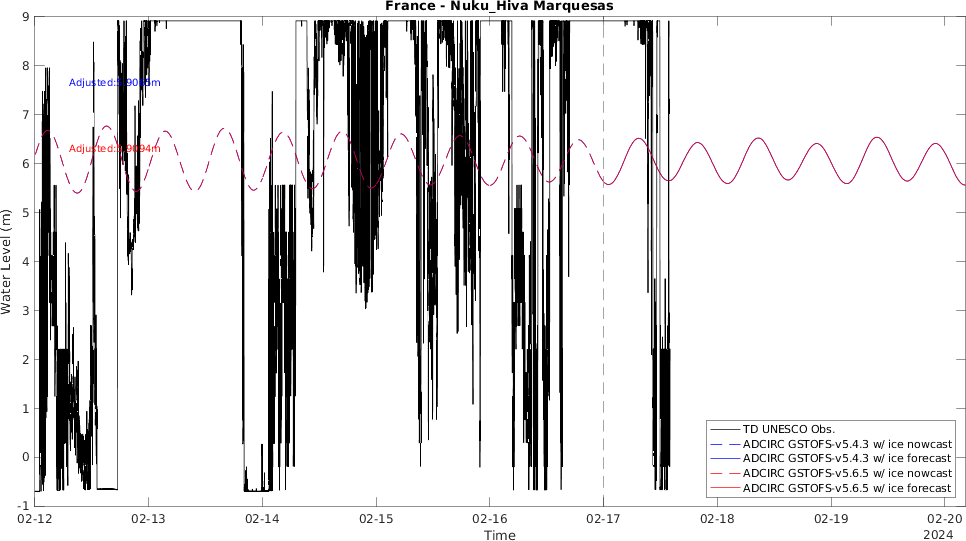 France - Nuku_Hiva Marquesas
9
8
7
6
5
4
3
2
1
0
-1
Water Level (m)
Adjusted:
Adjusted:
TD UNESCO Obs.
ADCIRC GSTOFS-v5.4.3 w/ ice nowcast
ADCIRC GSTOFS-v5.4.3 w/ ice forecast
ADCIRC GSTOFS-v5.6.5 w/ ice nowcast
ADCIRC GSTOFS-v5.6.5 w/ ice forecast
02-12 02-13 02-14 02-15 02-16 02-17 02-18 02-19 02-20
Time
2024